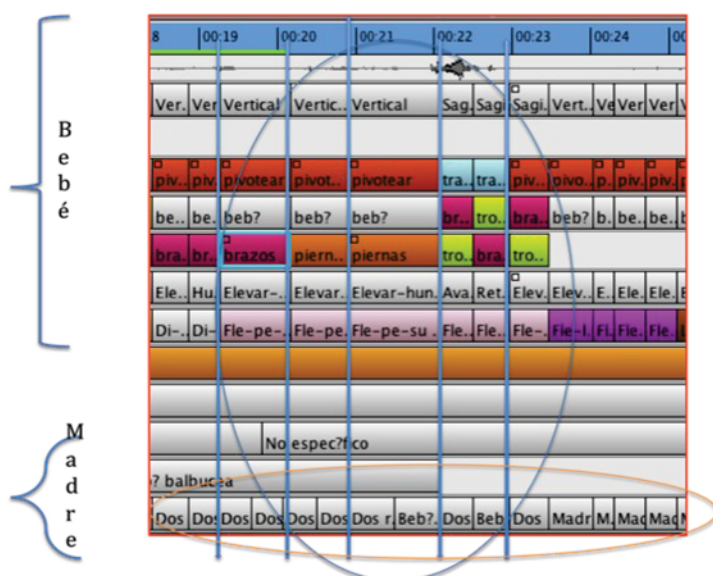 Bebé
8 00:19 00:20 00:21 00:22 00:23 00:24 00
Ver. Ver Vertical Vertic.. Vertical Sag. Sagi Sagi. Vert.. Ve Ver Ver
piv.. piv. pivotear pivot.. pivotear tra.. tra.. piv.. pivo.. p. piv. piv.
be.. be. beb? beb? beb? br.. tro.. bra.. beb? b.. be.. be..
bra. br.. brazos piern.. piernas tro.. bra. tro..
Ele.. Hu. Elevar-.. Elevar. Elevar-hun. Ava. Ret. Elev. Elev.. E.. Ele. Ele.
Di-.. Di- Fle-pe-.. Fle-pe. Fle-pe-su . Fle. Fle.. Fle-.. Fle-l. Fl. Fle. Fle.
Madre
No espec?fico
? balbucea
Dos Dos Dos Dos Dos Dos Dos r. Beb?. Dos Beb Dos Madr M. Mad Mad